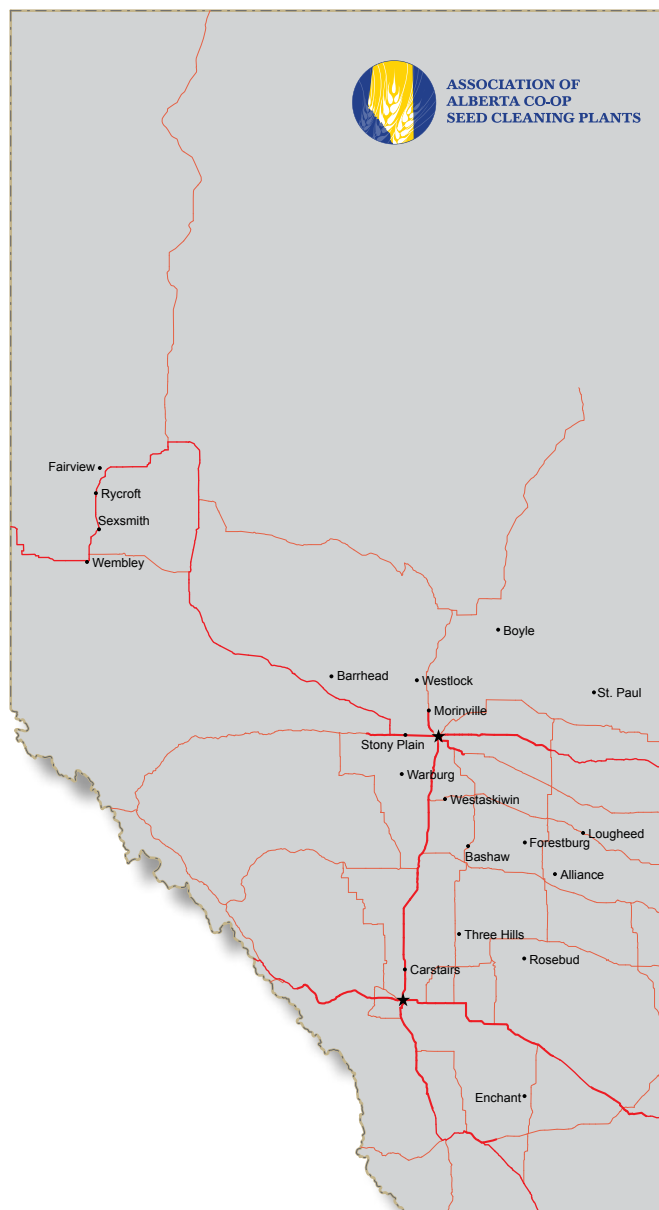 ASSOCIATION OF
ALBERTA CO-OP
SEED CLEANING PLANTS
Fairview
Rycroft
Sexsmith
Wembley
Boyle
Barrhead
Westlock
St. Paul
Morinville
Stony Plain
Warburg
Westaskiwin
Lougheed
Forestburg
Bashaw
Alliance
Three Hills
Rosebud
Carstairs
Enchant